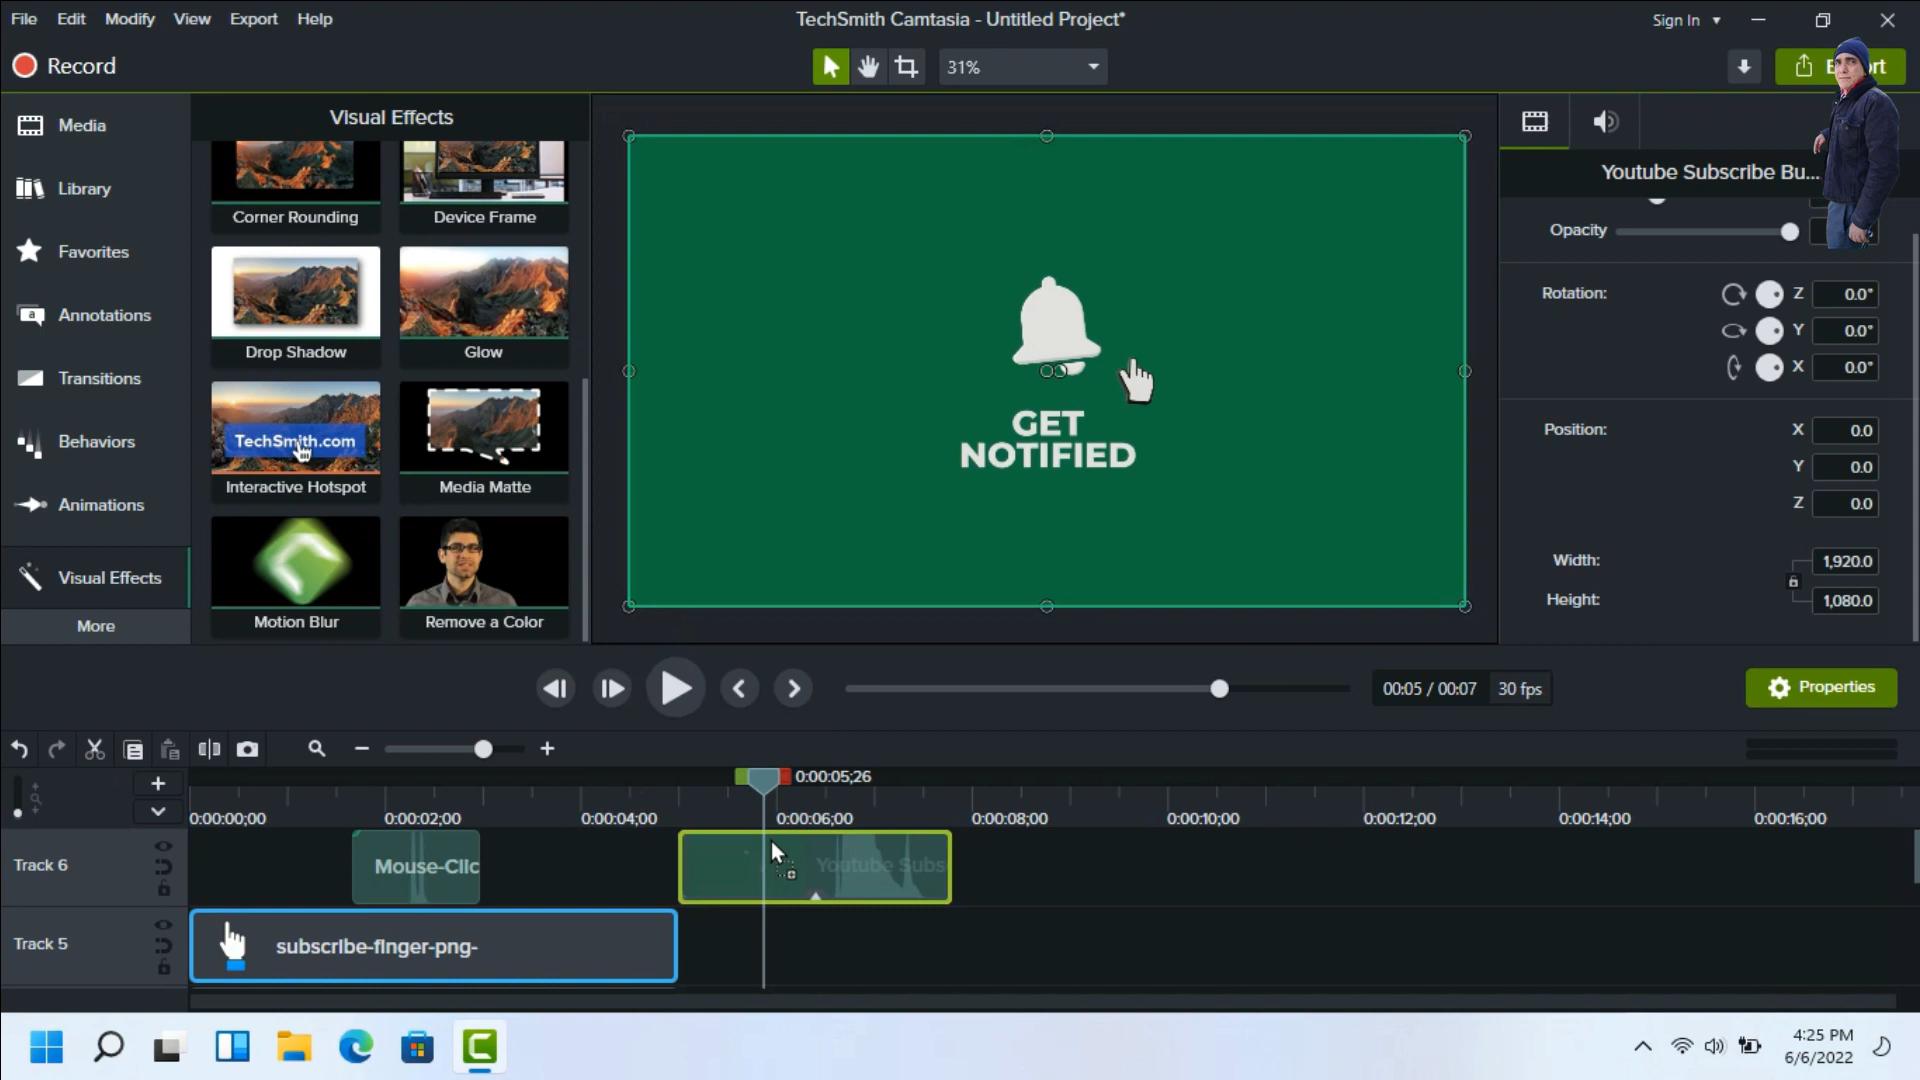 File Edit Modify View Export Help
TechSmith Camtasia - Untitled Project*
Sign In
Record
31%
Media
Library
Favorites
Annotations
Transitions
Behaviors
Animations
Visual Effects
More
Visual Effects
Corner Rounding
Device Frame
Drop Shadow
Glow
TechSmith.com
Interactive Hotspot
Media Matte
Motion Blur
Remove a Color
GET
NOTIFIED
Youtube Subscribe Bu...
Opacity
Rotation:
Z 0.0°
Y 0.0°
X 0.0°
Position:
X 0.0
Y 0.0
Z 0.0
Width: 1,920.0
Height: 1,080.0
00:05 / 00:07 30 fps
Properties
0:00:05;26
0:00:00;00 0:00:02;00 0:00:04;00 0:00:06;00 0:00:08;00 0:00:10;00 0:00:12;00 0:00:14;00 0:00:16;00
Track 6
Mouse-Clic
Youtube Subs
Track 5
subscribe-finger-png-
4:25 PM
6/6/2022